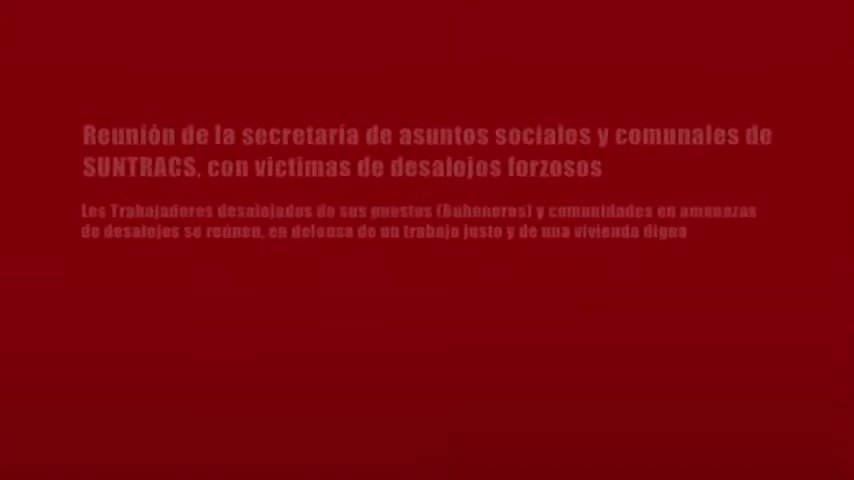 Reunión de la secretaría de asuntos sociales y comunales de
SUNTRACS, con victimas de desalojos forzosos
Los Trabajadores desalojados de sus puestos (Buhoneros) y comunidades en amenazas
de desalojos se reúnen, en defensa de un trabajo justo y de una vivienda digna